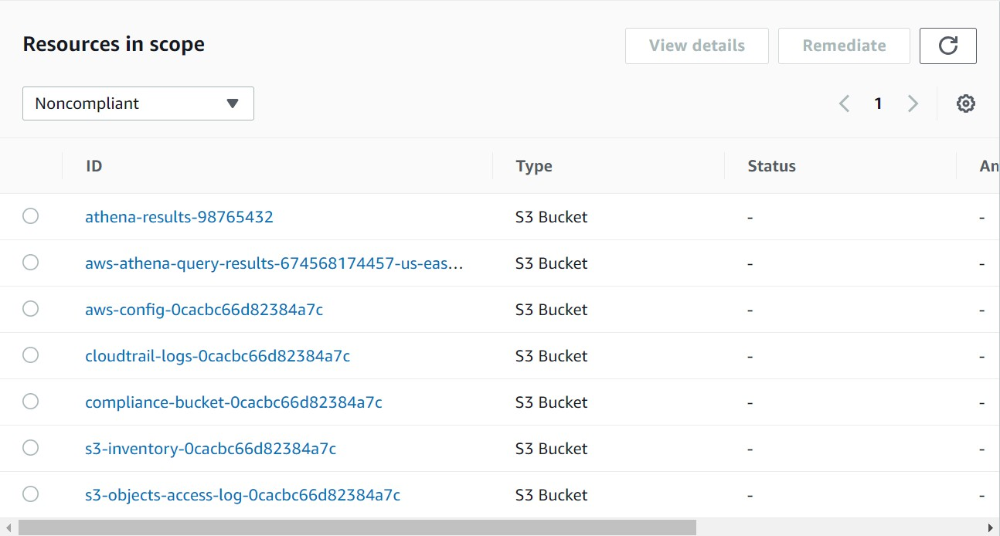 Resources in scope
View details
Remediate
Noncompliant
1
ID Type Status An
athena-results-98765432 S3 Bucket - -
aws-athena-query-results-674568174457-us-eas... S3 Bucket - -
aws-config-0cacbc66d82384a7c S3 Bucket - -
cloudtrail-logs-0cacbc66d82384a7c S3 Bucket - -
compliance-bucket-0cacbc66d82384a7c S3 Bucket - -
s3-inventory-0cacbc66d82384a7c S3 Bucket - -
s3-objects-access-log-0cacbc66d82384a7c S3 Bucket - -